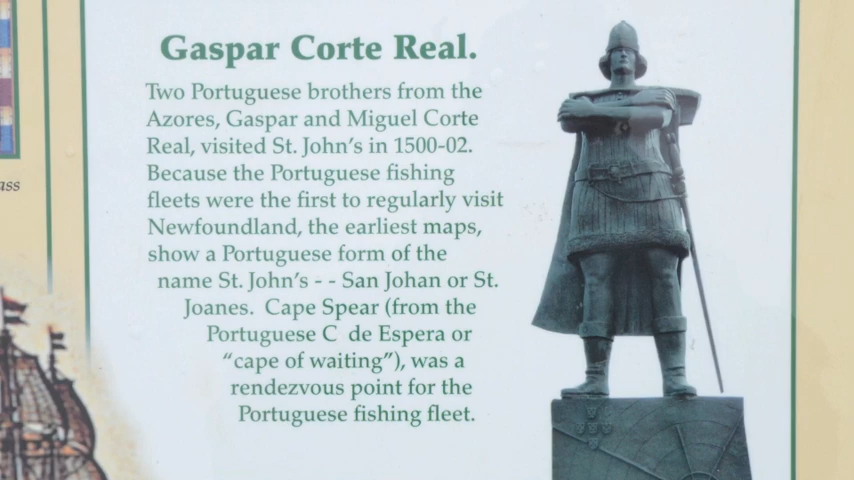 Gaspar Corte Real.
Two Portuguese brothers from the
Azores, Gaspar and Miguel Corte
Real, visited St. John's in 1500-02.
Because the Portuguese fishing
fleets were the first to regularly visit
Newfoundland, the earliest maps,
show a Portuguese form of the
name St. John's - - San Johan or St.
Joanes. Cape Spear (from the
Portuguese C de Espera or
“cape of waiting”), was a
rendezvous point for the
Portuguese fishing fleet.